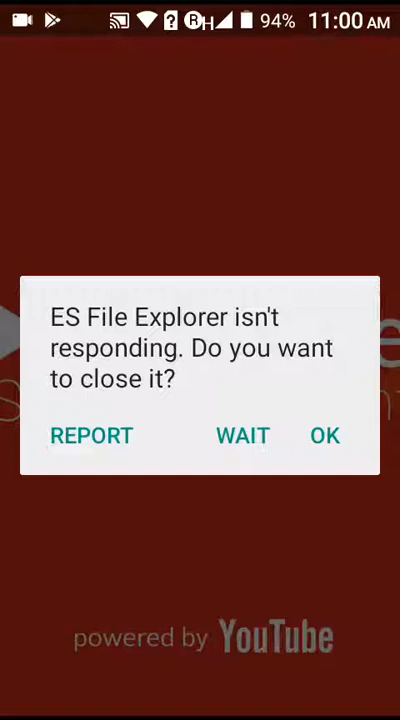 R H 94% 11:00 AM
ES File Explorer isn't
responding. Do you want
to close it?
REPORT WAIT OK
powered by YouTube